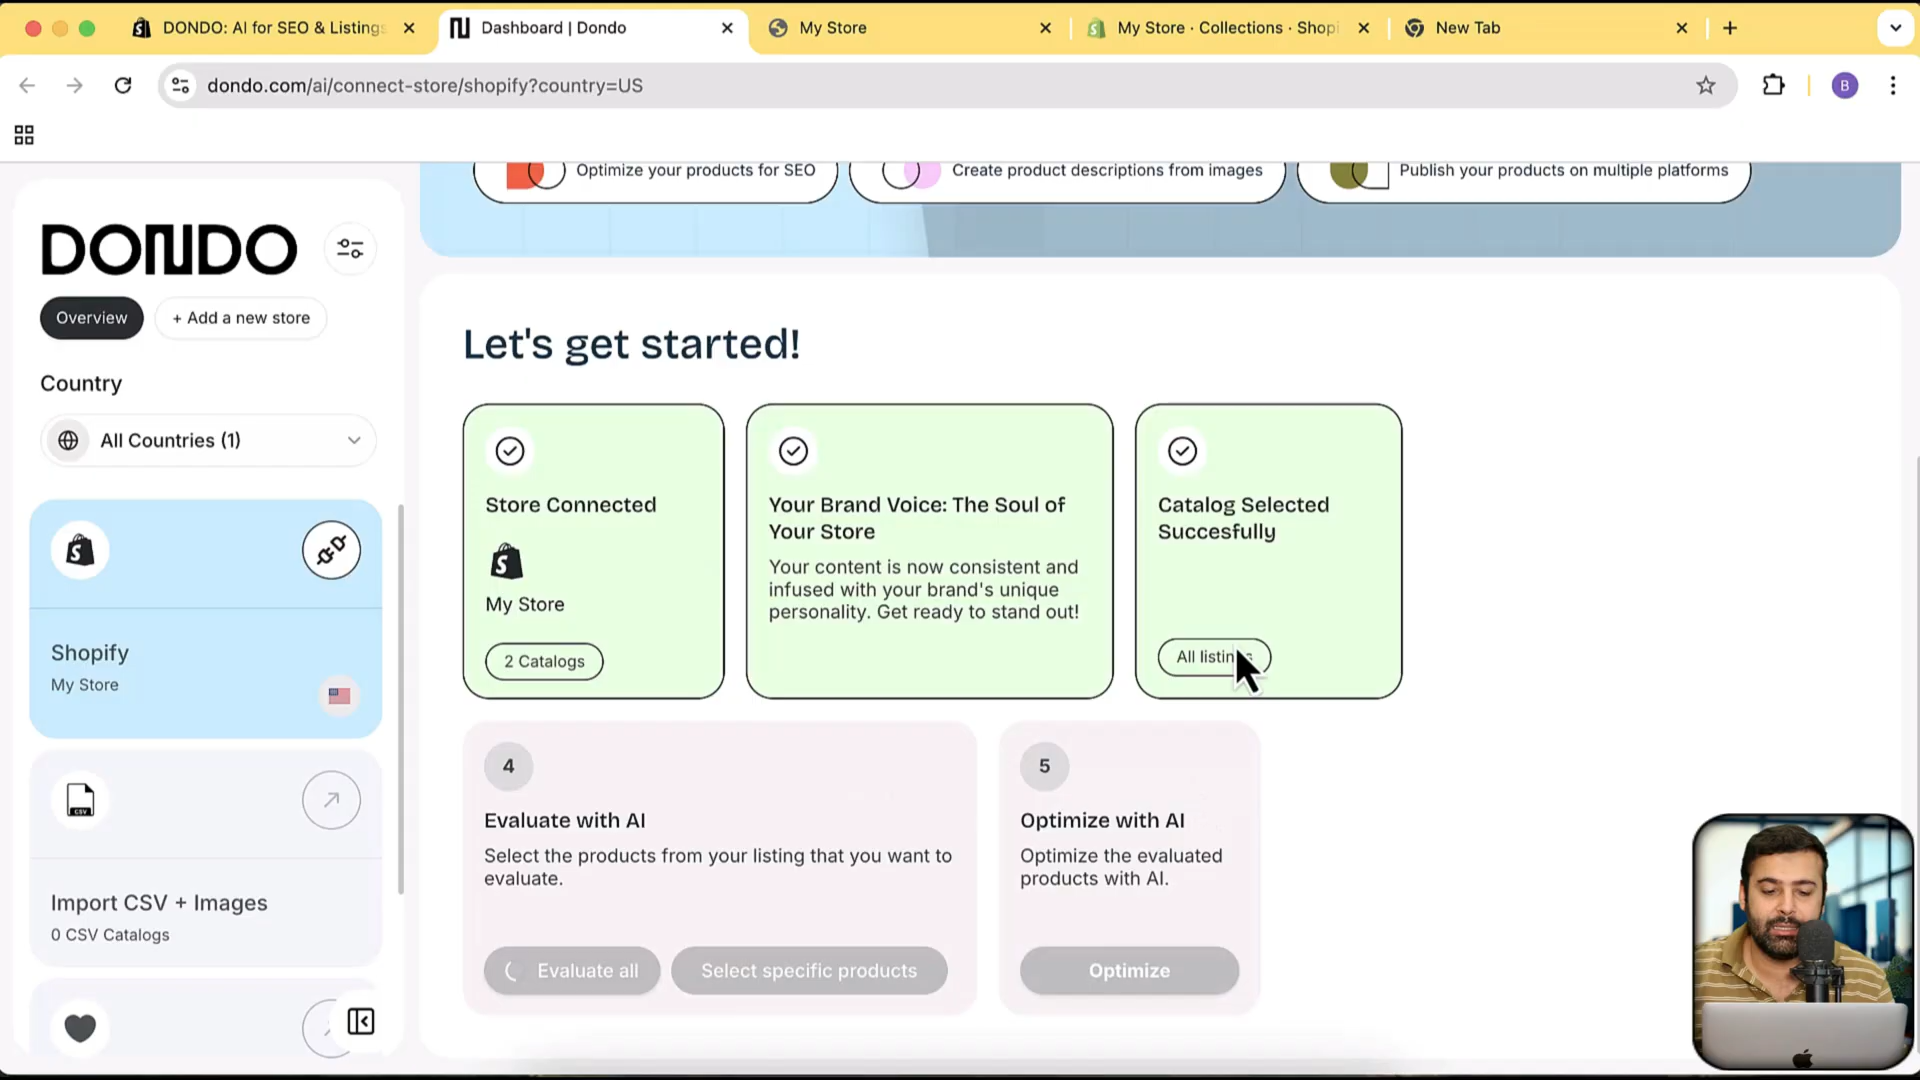 DONDO: AI for SEO & Listings
Dashboard | Dondo
My Store
My Store · Collections · Shopi
New Tab
dondo.com/ai/connect-store/shopify?country=US
B
Optimize your products for SEO
Create product descriptions from images
Publish your products on multiple platforms
DONDO
Overview
+ Add a new store
Country
All Countries (1)
Shopify
My Store
CSV
Import CSV + Images
0 CSV Catalogs
Let's get started!
Store Connected
My Store
2 Catalogs
Your Brand Voice: The Soul of
Your Store
Your content is now consistent and
infused with your brand's unique
personality. Get ready to stand out!
Catalog Selected
Succesfully
All listings
4
Evaluate with AI
Select the products from your listing that you want to
evaluate.
Evaluate all
Select specific products
5
Optimize with AI
Optimize the evaluated
products with AI.
Optimize